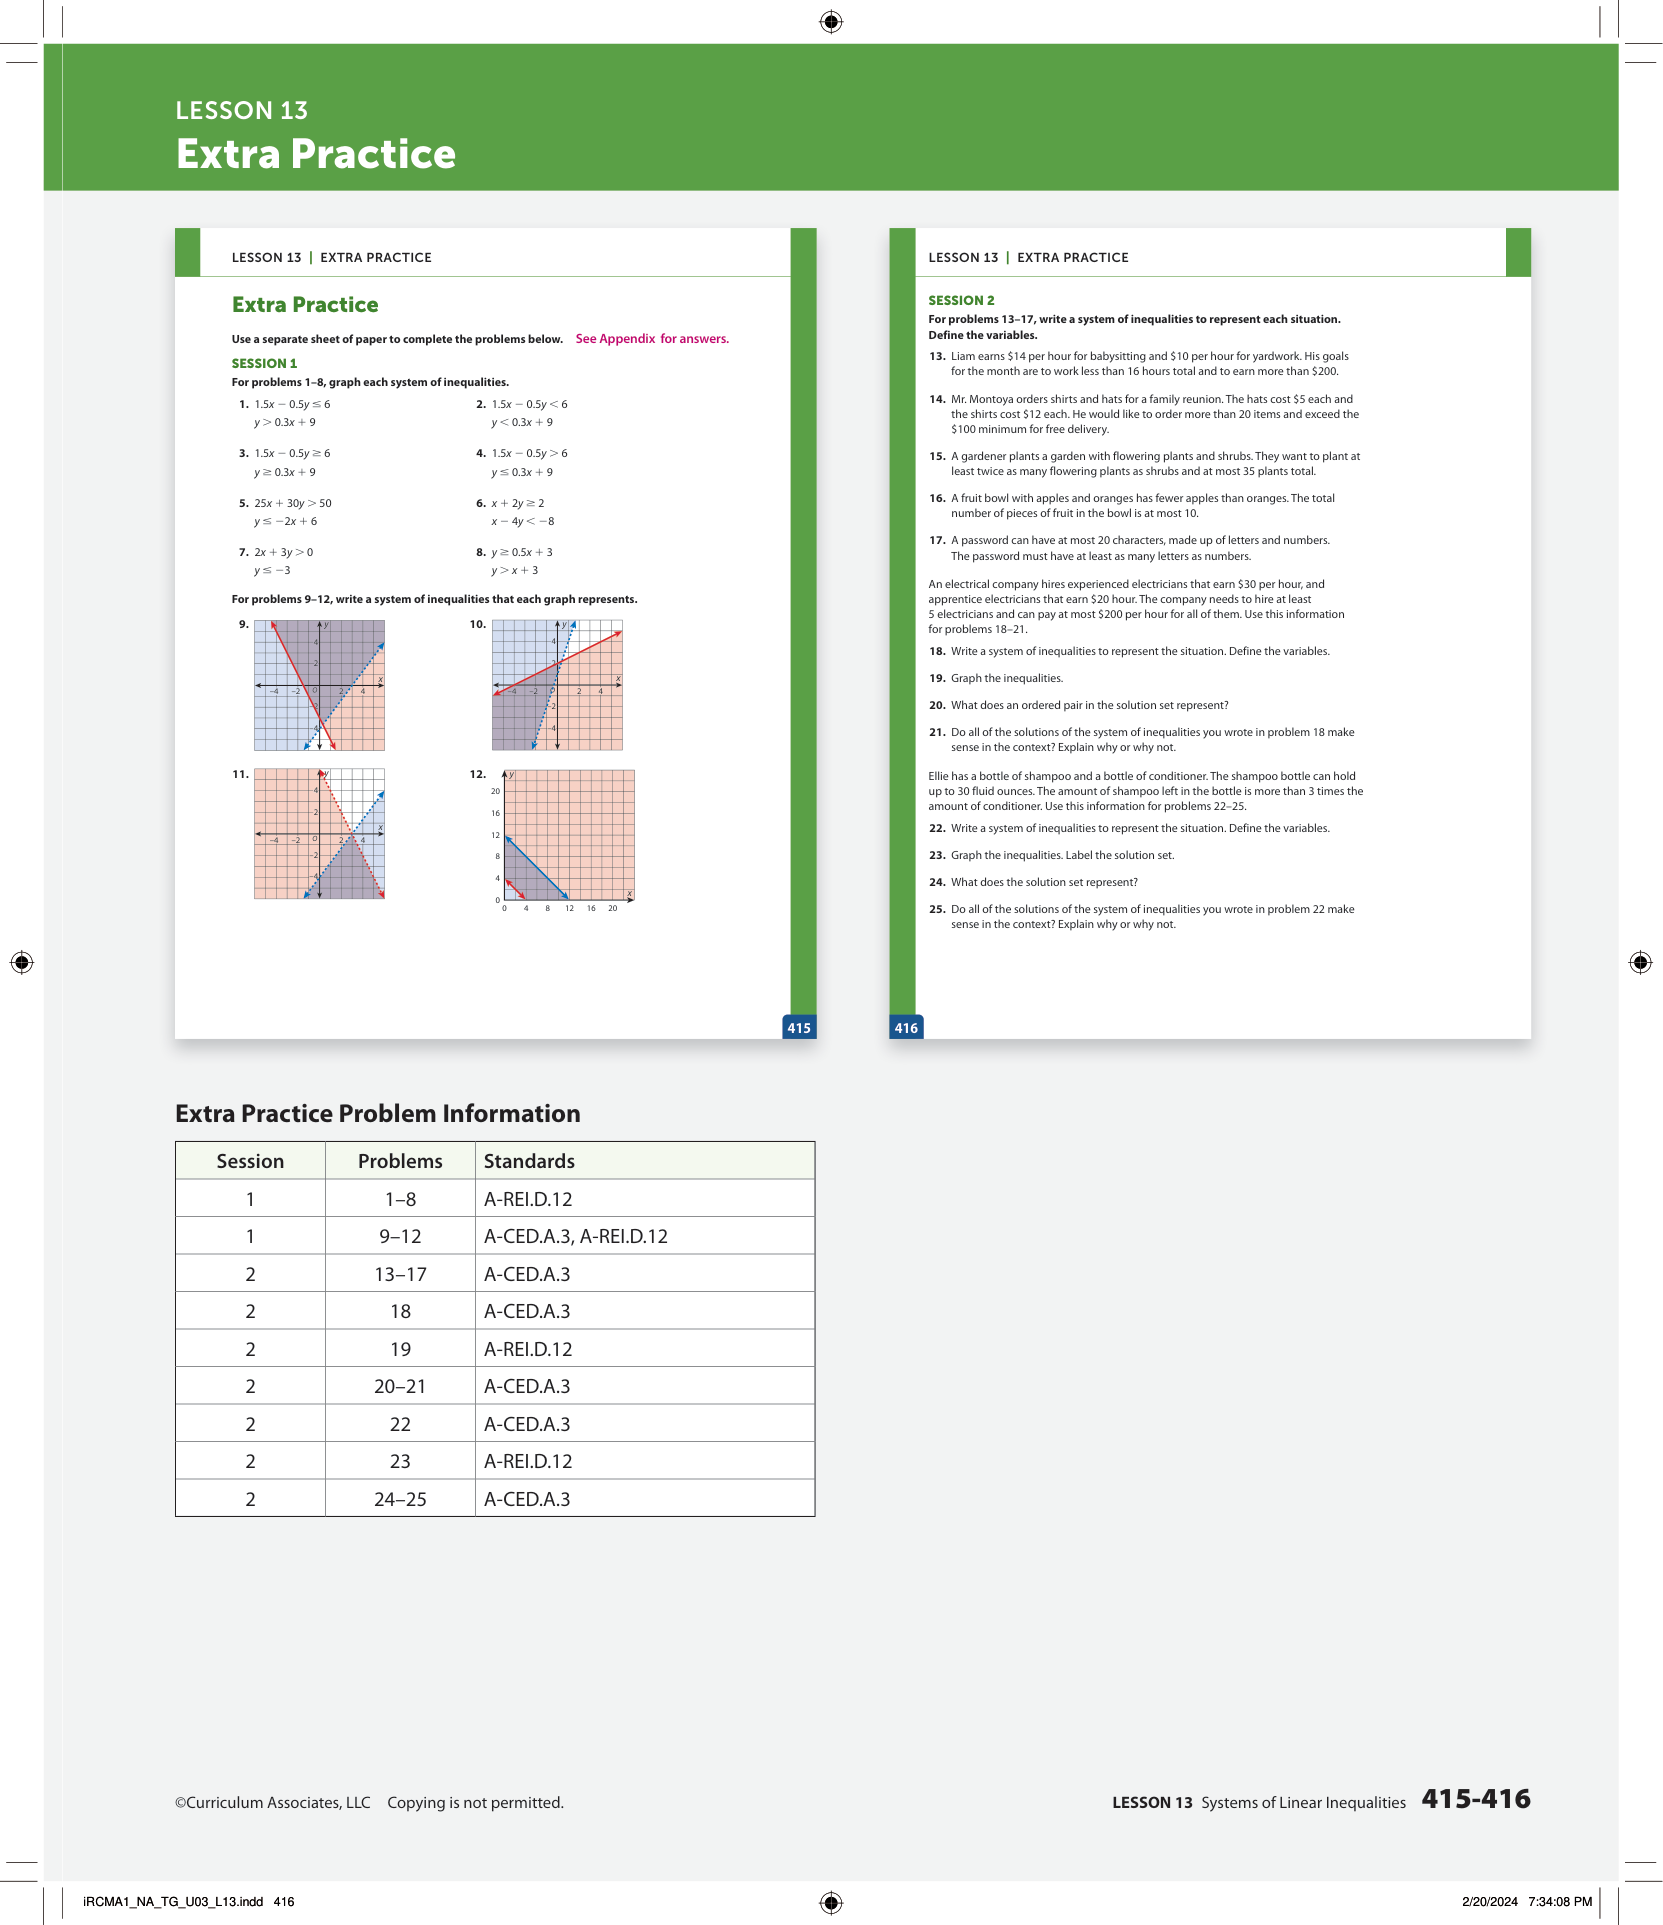 LESSON 13
Extra Practice
LESSON 13 | EXTRA PRACTICE
Extra Practice
Use a separate sheet of paper to complete the problems below. See Appendix for answers.
SESSION 1
For problems 1–8, graph each system of inequalities.
1. 1.5x − 0.5y ≤ 6
y > 0.3x + 9
2. 1.5x − 0.5y < 6
y < 0.3x + 9
3. 1.5x − 0.5y ≥ 6
y ≥ 0.3x + 9
4. 1.5x − 0.5y > 6
y ≤ 0.3x + 9
5. 25x + 30y > 50
y ≤ −2x + 6
6. x + 2y ≥ 2
x − 4y < −8
7. 2x + 3y > 0
y ≤ −3
8. y ≥ 0.5x + 3
y > x + 3
For problems 9–12, write a system of inequalities that each graph represents.
9.
y
4
2
x
–4 –2 O 2 4
–2
–4
10.
y
4
2
x
–4 –2 O 2 4
–2
–4
11.
y
4
2
x
–4 –2 O 2 4
–2
–4
12.
y
20
16
12
8
4
0
x
0 4 8 12 16 20
415
LESSON 13 | EXTRA PRACTICE
SESSION 2
For problems 13–17, write a system of inequalities to represent each situation.
Define the variables.
13. Liam earns $14 per hour for babysitting and $10 per hour for yardwork. His goals
for the month are to work less than 16 hours total and to earn more than $200.
14. Mr. Montoya orders shirts and hats for a family reunion. The hats cost $5 each and
the shirts cost $12 each. He would like to order more than 20 items and exceed the
$100 minimum for free delivery.
15. A gardener plants a garden with flowering plants and shrubs. They want to plant at
least twice as many flowering plants as shrubs and at most 35 plants total.
16. A fruit bowl with apples and oranges has fewer apples than oranges. The total
number of pieces of fruit in the bowl is at most 10.
17. A password can have at most 20 characters, made up of letters and numbers.
The password must have at least as many letters as numbers.
An electrical company hires experienced electricians that earn $30 per hour, and
apprentice electricians that earn $20 hour. The company needs to hire at least
5 electricians and can pay at most $200 per hour for all of them. Use this information
for problems 18–21.
18. Write a system of inequalities to represent the situation. Define the variables.
19. Graph the inequalities.
20. What does an ordered pair in the solution set represent?
21. Do all of the solutions of the system of inequalities you wrote in problem 18 make
sense in the context? Explain why or why not.
Ellie has a bottle of shampoo and a bottle of conditioner. The shampoo bottle can hold
up to 30 fluid ounces. The amount of shampoo left in the bottle is more than 3 times the
amount of conditioner. Use this information for problems 22–25.
22. Write a system of inequalities to represent the situation. Define the variables.
23. Graph the inequalities. Label the solution set.
24. What does the solution set represent?
25. Do all of the solutions of the system of inequalities you wrote in problem 22 make
sense in the context? Explain why or why not.
416
Extra Practice Problem Information
Session Problems Standards
1 1–8 A-REI.D.12
1 9–12 A-CED.A.3, A-REI.D.12
2 13–17 A-CED.A.3
2 18 A-CED.A.3
2 19 A-REI.D.12
2 20–21 A-CED.A.3
2 22 A-CED.A.3
2 23 A-REI.D.12
2 24–25 A-CED.A.3
©Curriculum Associates, LLC Copying is not permitted.
LESSON 13 Systems of Linear Inequalities 415-416
iRCMA1_NA_TG_U03_L13.indd 416
2/20/2024 7:34:08 PM